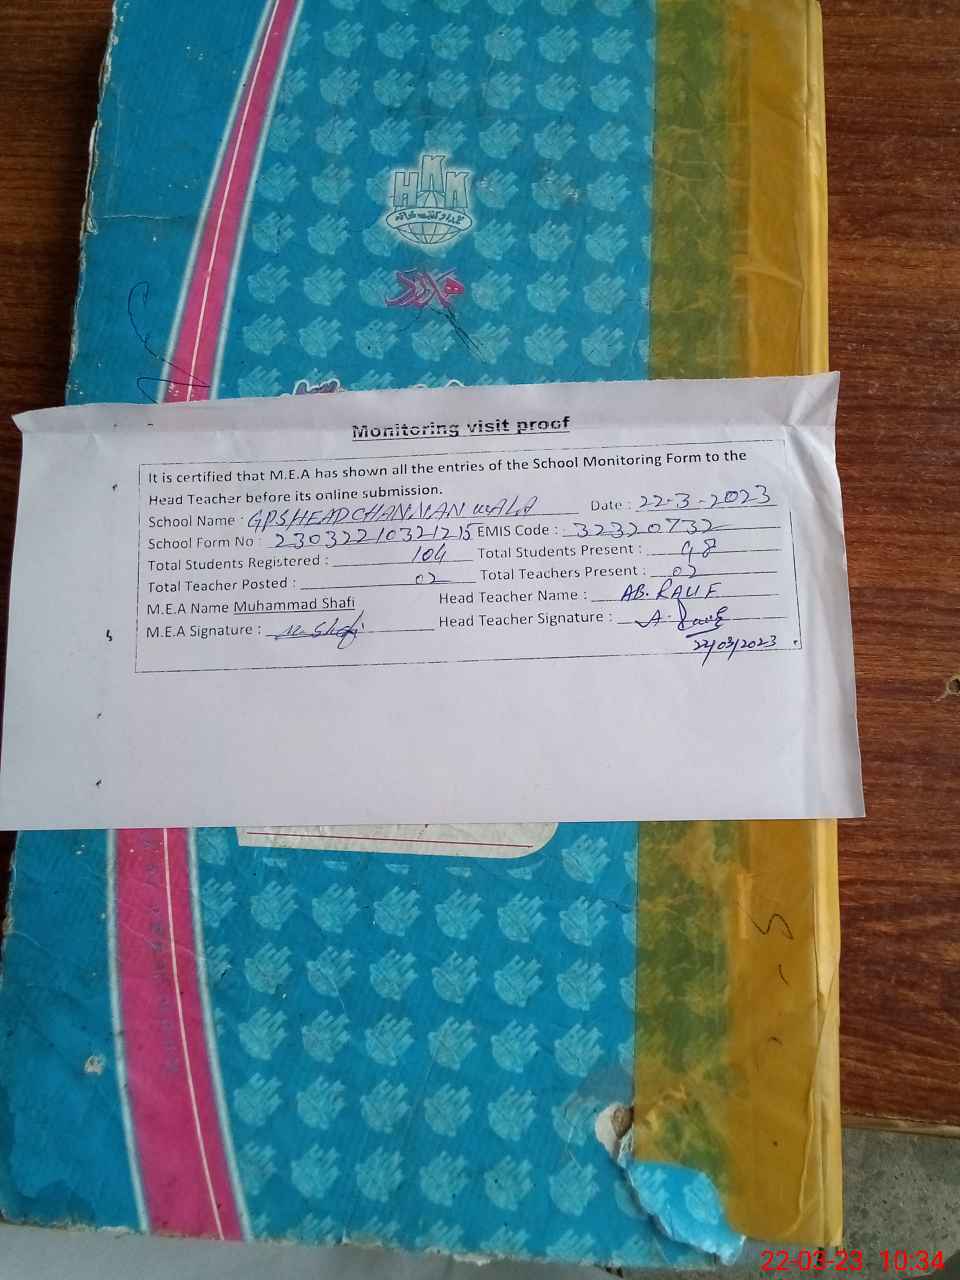 HKK
Monitoring visit proof
It is certified that M.E.A has shown all the entries of the School Monitoring Form to the
Head Teacher before its online submission.
School Name : GPS HEAD CHANNAN WALA Date : 22-3-2023
School Form No : 23032210321215 EMIS Code : 32320732
Total Students Registered : 104 Total Students Present : 98
Total Teacher Posted : 02 Total Teachers Present : 02
M.E.A Name Muhammad Shafi Head Teacher Name : AB. RAUF
M.E.A Signature : M. Shafi Head Teacher Signature : A. Rauf
22/03/2023
22-03-23 10:34